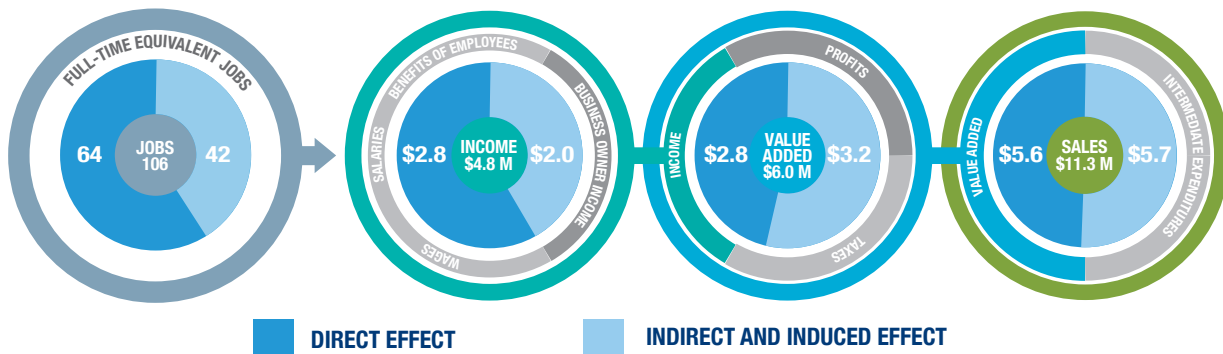 FULL-TIME EQUIVALENT JOBS
64
JOBS
106
42
SALARIES
BENEFITS OF EMPLOYEES
BUSINESS OWNER INCOME
WAGES
$2.8
INCOME
$4.8 M
$2.0
INCOME
PROFITS
TAXES
$2.8
VALUE
ADDED
$6.0 M
$3.2
VALUE ADDED
INTERMEDIATE EXPENDITURES
$5.6
SALES
$11.3 M
$5.7
DIRECT EFFECT
INDIRECT AND INDUCED EFFECT